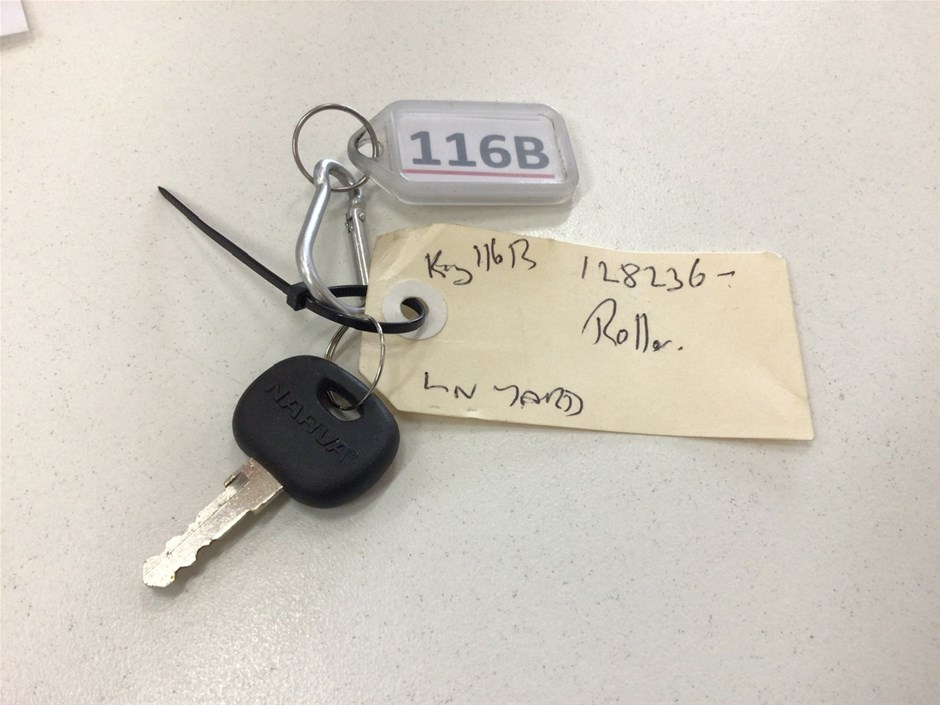 116B
Key 116B
128236-
Roller.
LN YARD
NARVA